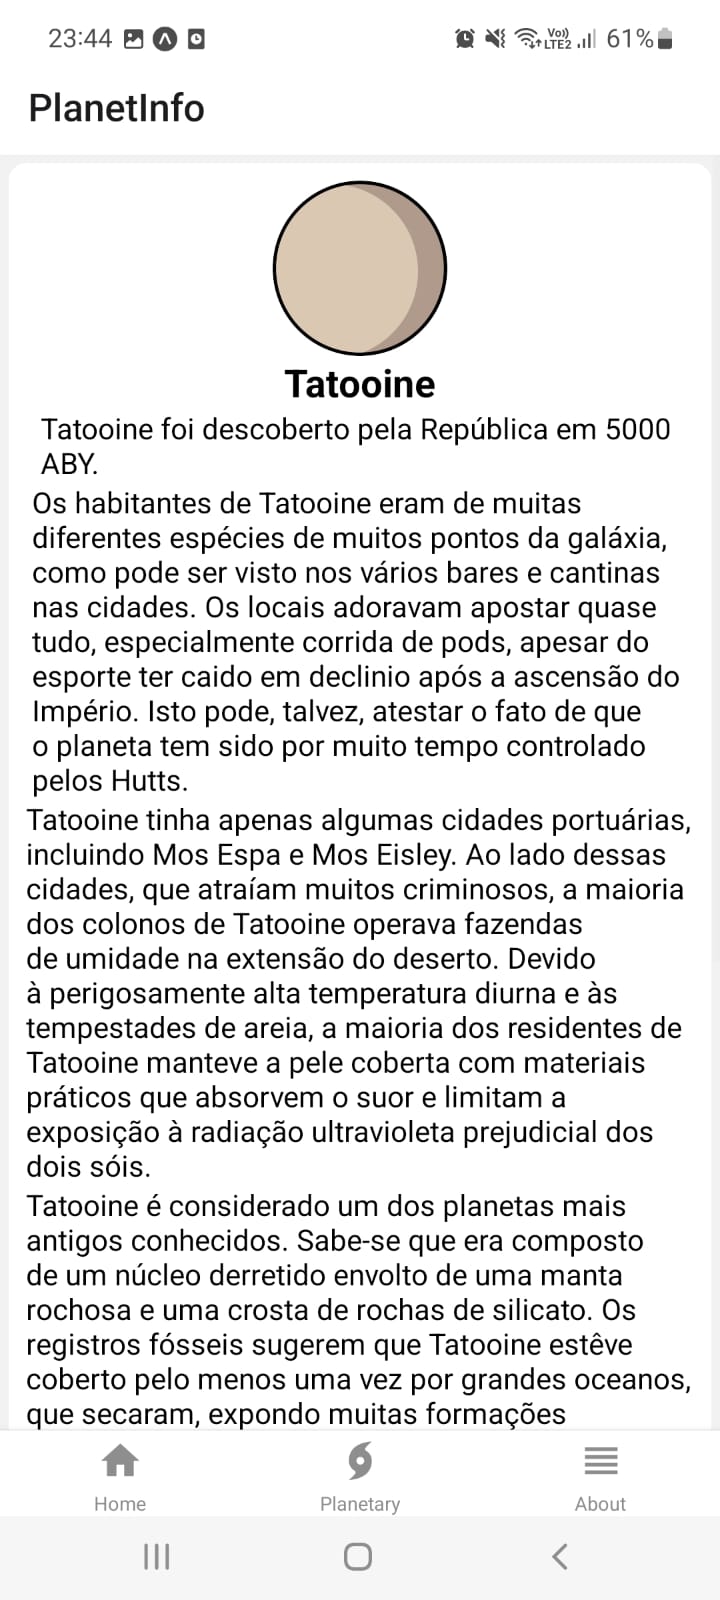 23:44
Vo))
LTE2
61%
PlanetInfo
Tatooine
Tatooine foi descoberto pela República em 5000
ABY.
Os habitantes de Tatooine eram de muitas
diferentes espécies de muitos pontos da galáxia,
como pode ser visto nos vários bares e cantinas
nas cidades. Os locais adoravam apostar quase
tudo, especialmente corrida de pods, apesar do
esporte ter caido em declinio após a ascensão do
Império. Isto pode, talvez, atestar o fato de que
o planeta tem sido por muito tempo controlado
pelos Hutts.
Tatooine tinha apenas algumas cidades portuárias,
incluindo Mos Espa e Mos Eisley. Ao lado dessas
cidades, que atraíam muitos criminosos, a maioria
dos colonos de Tatooine operava fazendas
de umidade na extensão do deserto. Devido
à perigosamente alta temperatura diurna e às
tempestades de areia, a maioria dos residentes de
Tatooine manteve a pele coberta com materiais
práticos que absorvem o suor e limitam a
exposição à radiação ultravioleta prejudicial dos
dois sóis.
Tatooine é considerado um dos planetas mais
antigos conhecidos. Sabe-se que era composto
de um núcleo derretido envolto de uma manta
rochosa e uma crosta de rochas de silicato. Os
registros fósseis sugerem que Tatooine estêve
coberto pelo menos uma vez por grandes oceanos,
que secaram, expondo muitas formações
Home
Planetary
About